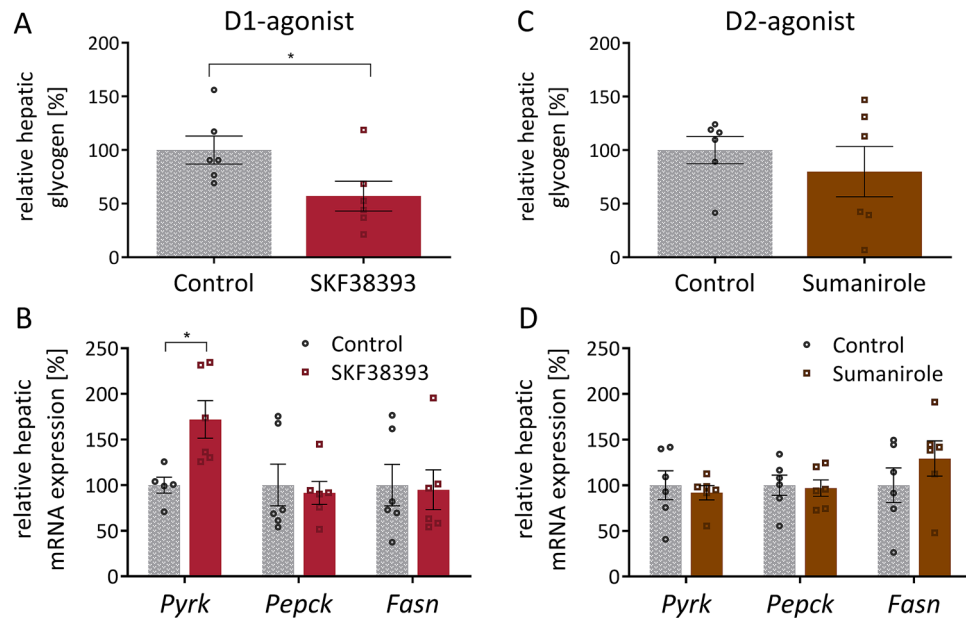 A
D1-agonist
relative hepatic
glycogen [%]
200
150
100
50
0
*
Control
SKF38393
C
D2-agonist
relative hepatic
glycogen [%]
200
150
100
50
0
Control
Sumanirole
B
relative hepatic
mRNA expression [%]
250
200
150
100
50
0
*
Control
SKF38393
Pyrk
Pepck
Fasn
D
relative hepatic
mRNA expression [%]
250
200
150
100
50
0
Control
Sumanirole
Pyrk
Pepck
Fasn